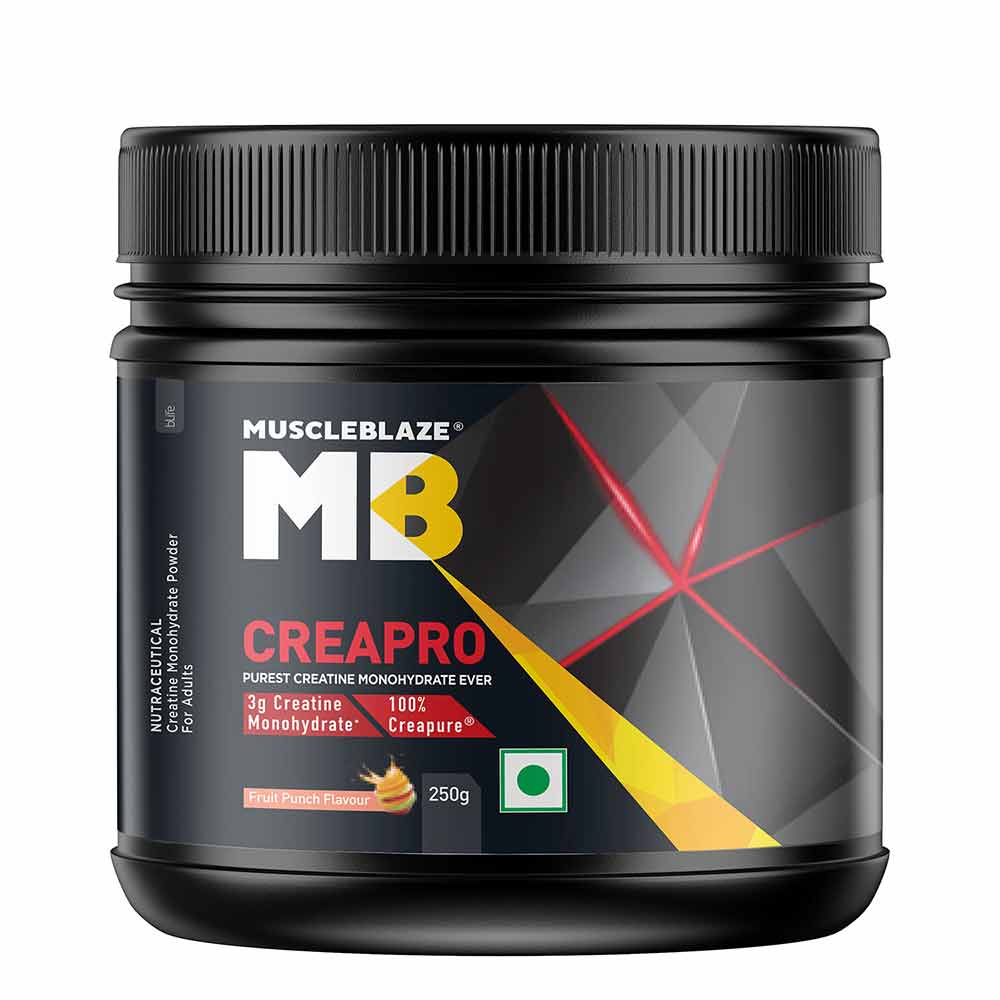 bLife
MUSCLEBLAZE®
MB
CREAPRO
PUREST CREATINE MONOHYDRATE EVER
3g Creatine
Monohydrate*
100%
Creapure®
Fruit Punch Flavour
250g
NUTRACEUTICAL
Creatine Monohydrate Powder
For Adults